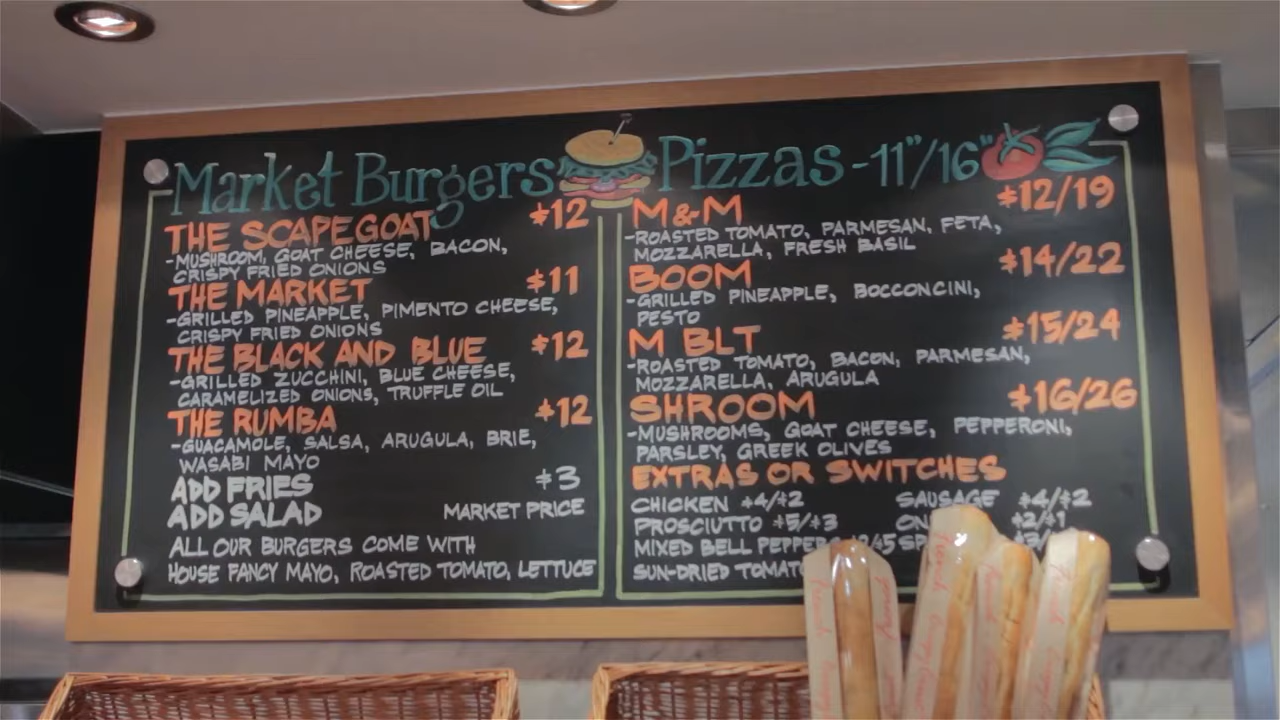 Market Burgers
THE SCAPEGOAT $12
-MUSHROOM, GOAT CHEESE, BACON,
CRISPY FRIED ONIONS
THE MARKET $11
-GRILLED PINEAPPLE, PIMENTO CHEESE,
CRISPY FRIED ONIONS
THE BLACK AND BLUE $12
-GRILLED ZUCCHINI, BLUE CHEESE,
CARAMELIZED ONIONS, TRUFFLE OIL
THE RUMBA $12
-GUACAMOLE, SALSA, ARUGULA, BRIE,
WASABI MAYO
ADD FRIES $3
ADD SALAD MARKET PRICE
ALL OUR BURGERS COME WITH
HOUSE FANCY MAYO, ROASTED TOMATO, LETTUCE
Pizzas - 11"/16"
M&M $12/19
-ROASTED TOMATO, PARMESAN, FETA,
MOZZARELLA, FRESH BASIL
BOOM $14/22
-GRILLED PINEAPPLE, BOCCONCINI,
PESTO
M BLT $15/24
-ROASTED TOMATO, BACON, PARMESAN,
MOZZARELLA, ARUGULA
SHROOM $16/26
-MUSHROOMS, GOAT CHEESE, PEPPERONI,
PARSLEY, GREEK OLIVES
EXTRAS OR SWITCHES
CHICKEN $4/$2 SAUSAGE $4/$2
PROSCIUTTO $5/$3 $2/$1
MIXED BELL PEPPERS
SUN-DRIED TOMATO